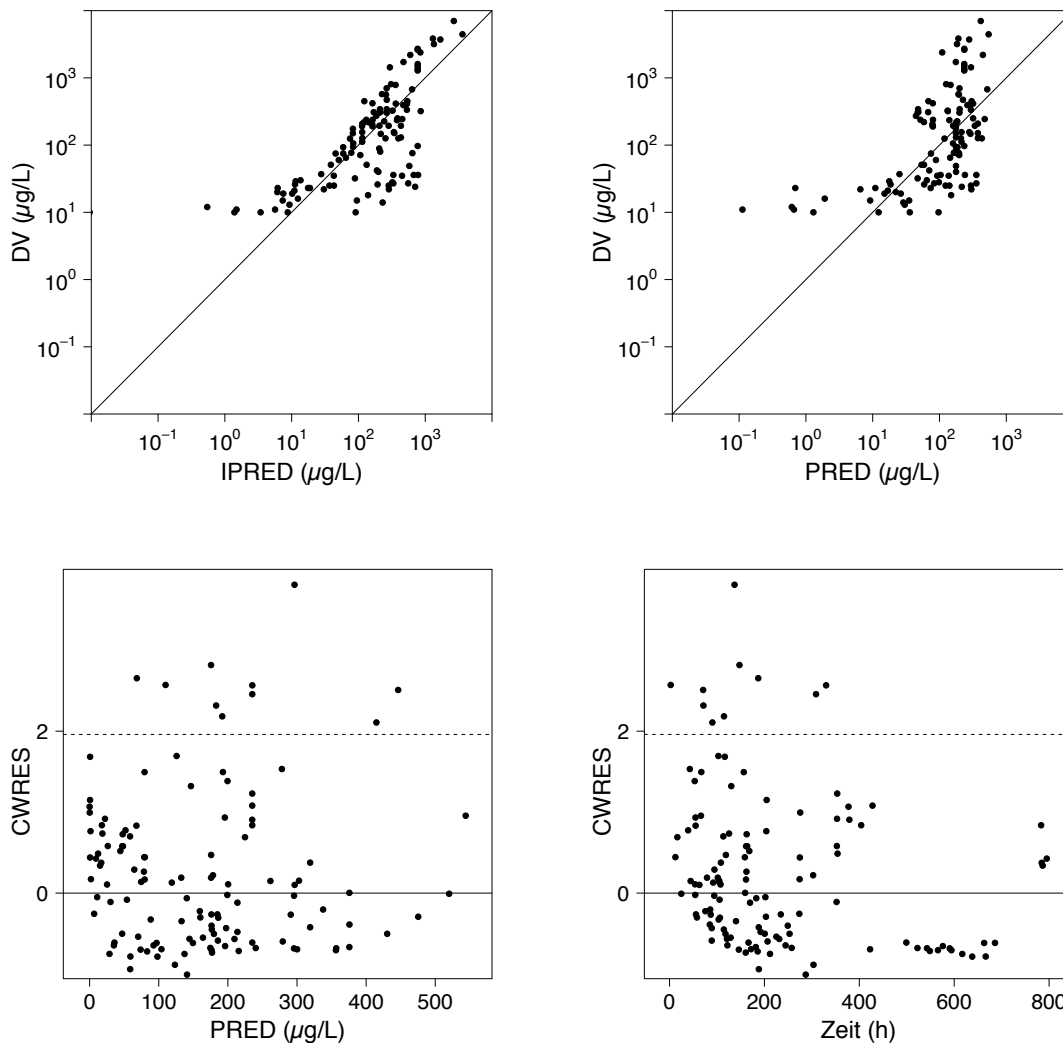 DV (µg/L)
10³
10²
10¹
10⁰
10⁻¹
10⁻¹ 10⁰ 10¹ 10² 10³
IPRED (µg/L)
DV (µg/L)
10³
10²
10¹
10⁰
10⁻¹
10⁻¹ 10⁰ 10¹ 10² 10³
PRED (µg/L)
CWRES
2
0
0 100 200 300 400 500
PRED (µg/L)
CWRES
2
0
0 200 400 600 800
Zeit (h)